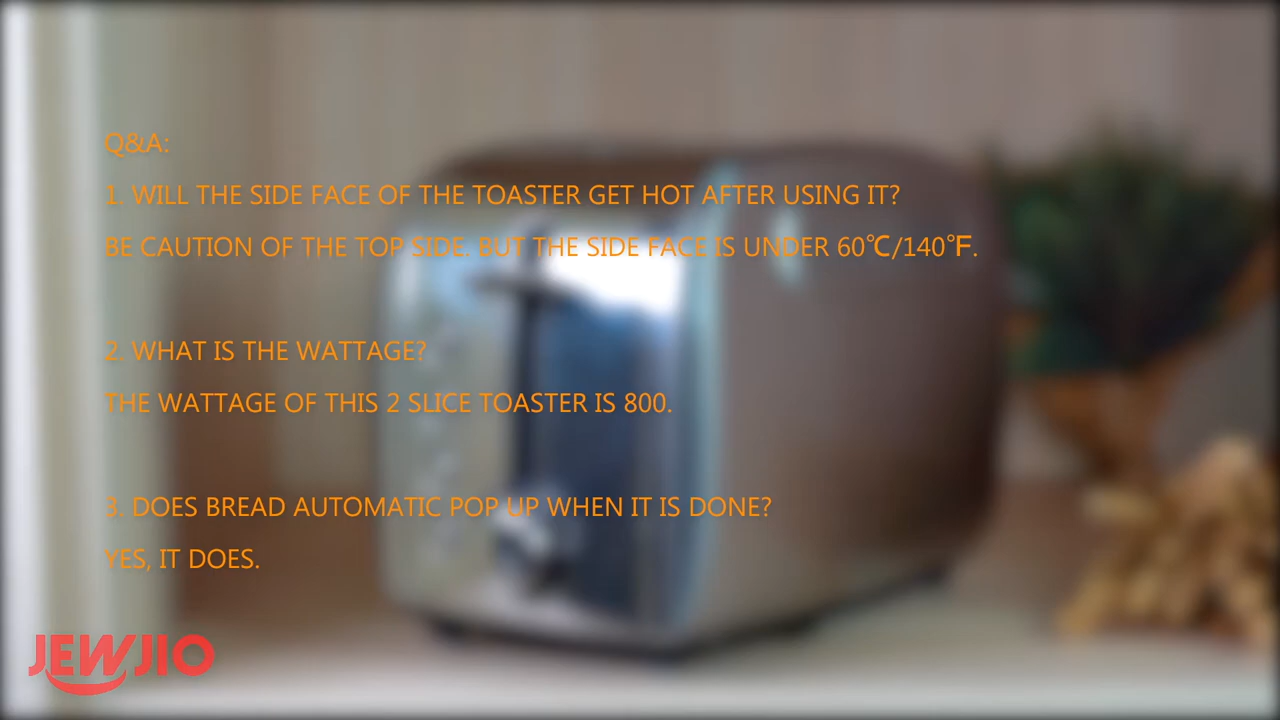 Q&A:
1. WILL THE SIDE FACE OF THE TOASTER GET HOT AFTER USING IT?
BE CAUTION OF THE TOP SIDE. BUT THE SIDE FACE IS UNDER 60℃/140℉.
2. WHAT IS THE WATTAGE?
THE WATTAGE OF THIS 2 SLICE TOASTER IS 800.
3. DOES BREAD AUTOMATIC POP UP WHEN IT IS DONE?
YES, IT DOES.
JEWJIO